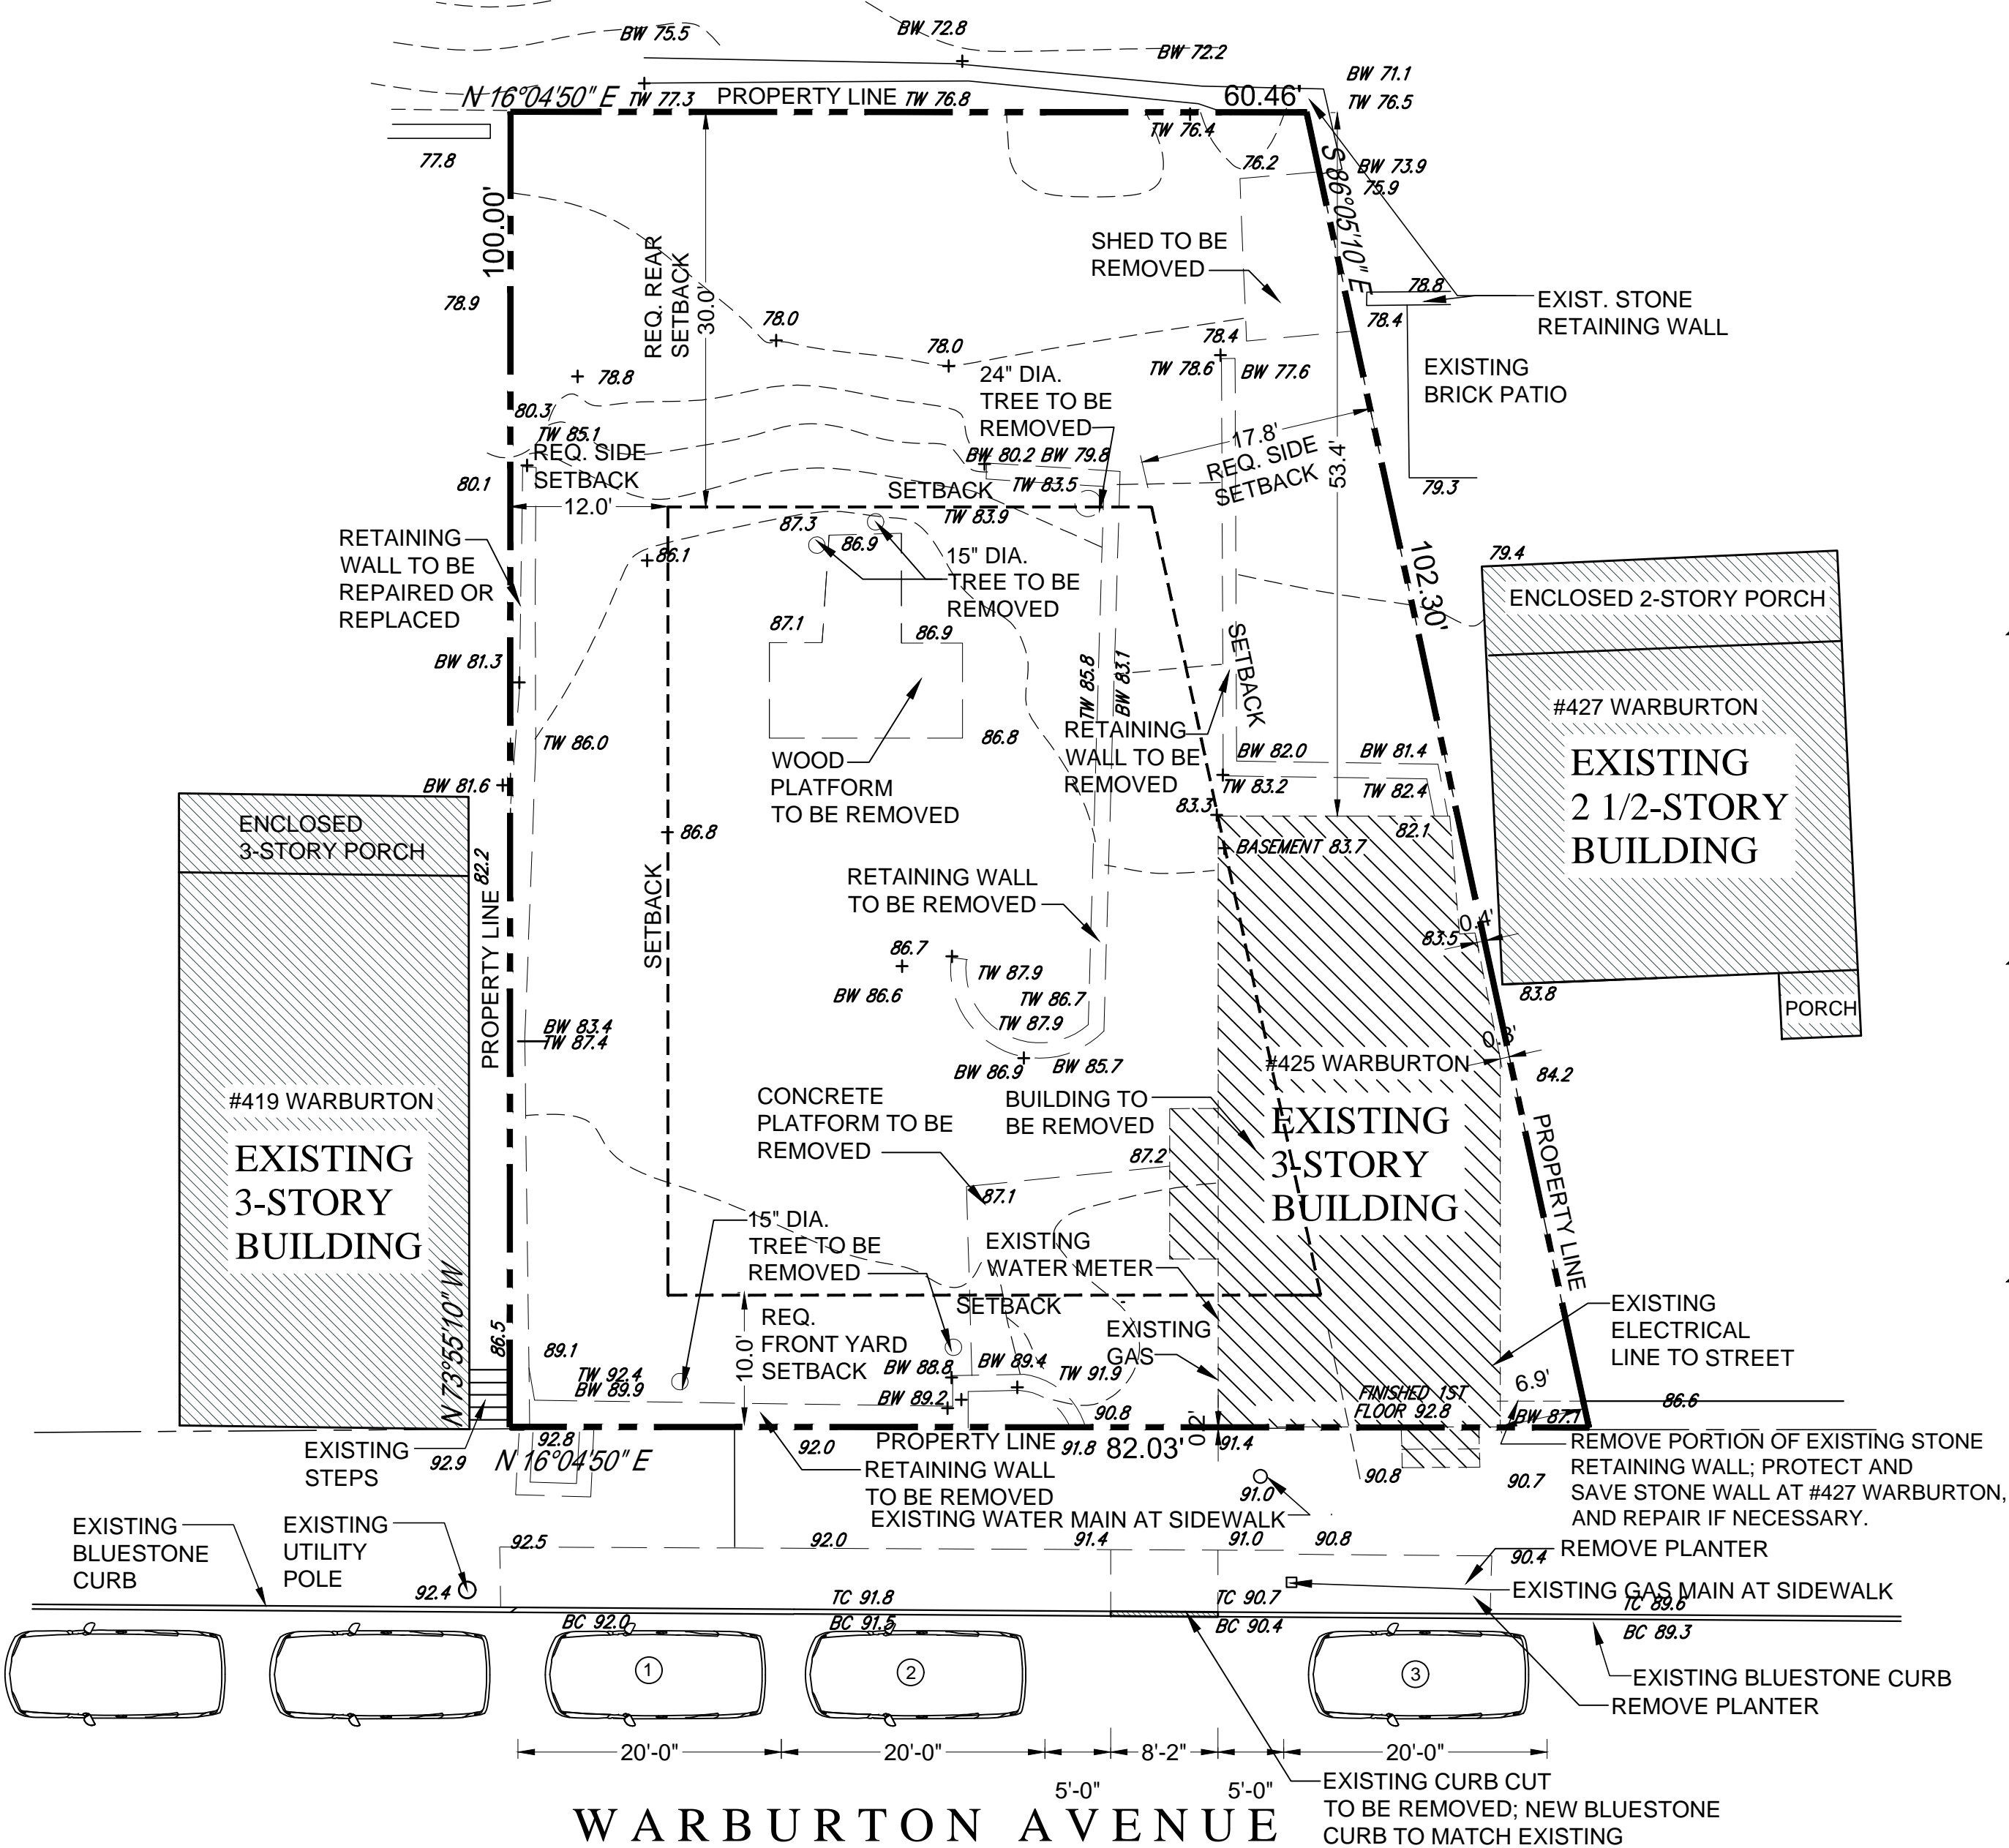 BW 75.5
BW 72.8
BW 72.2
BW 71.1
TW 76.5
N 16°04'50" E
TW 77.3
PROPERTY LINE
TW 76.8
60.46'
TW 76.4
77.8
76.2
BW 73.9
75.9
S 86°05'10" E
100.00'
78.9
REQ. REAR
SETBACK
30.0'
SHED TO BE
REMOVED
78.8
78.4
EXIST. STONE
RETAINING WALL
EXISTING
BRICK PATIO
78.0
78.0
78.4
TW 78.6
BW 77.6
78.8
24" DIA.
TREE TO BE
REMOVED
80.3
TW 85.1
REQ. SIDE
SETBACK
12.0'
80.1
BW 80.2
BW 79.8
TW 83.5
17.8'
REQ. SIDE
SETBACK
53.4'
79.3
SETBACK
TW 83.9
RETAINING
WALL TO BE
REPAIRED OR
REPLACED
87.3
86.9
86.1
15" DIA.
TREE TO BE
REMOVED
102.30'
79.4
ENCLOSED 2-STORY PORCH
87.1
86.9
BW 81.3
TW 85.8
BW 83.1
SETBACK
#427 WARBURTON
EXISTING
2 1/2-STORY
BUILDING
TW 86.0
86.8
WOOD
PLATFORM
TO BE REMOVED
RETAINING
WALL TO BE
REMOVED
BW 82.0
BW 81.4
TW 83.2
TW 82.4
BW 81.6
83.3
82.1
ENCLOSED
3-STORY PORCH
82.2
86.8
BASEMENT 83.7
RETAINING WALL
TO BE REMOVED
SETBACK
PROPERTY LINE
0.4'
83.5
86.7
TW 87.9
BW 86.6
TW 86.7
TW 87.9
83.8
PORCH
BW 83.4
TW 87.4
0.3'
BW 86.9
BW 85.7
#425 WARBURTON
84.2
#419 WARBURTON
EXISTING
3-STORY
BUILDING
CONCRETE
PLATFORM TO BE
REMOVED
BUILDING TO
BE REMOVED
EXISTING
3-STORY
BUILDING
PROPERTY LINE
87.2
87.1
15" DIA.
TREE TO BE
REMOVED
EXISTING
WATER METER
N 73°55'10" W
86.5
SETBACK
10.0'
REQ.
FRONT YARD
SETBACK
EXISTING
GAS
EXISTING
ELECTRICAL
LINE TO STREET
89.1
TW 92.4
BW 89.9
BW 88.8
BW 89.4
TW 91.9
BW 89.2
90.8
FINISHED 1ST
FLOOR 92.8
6.9'
86.6
BW 87.1
EXISTING
STEPS
92.8
92.9
N 16°04'50" E
92.0
PROPERTY LINE
91.8
82.03'
0.2'
91.4
RETAINING WALL
TO BE REMOVED
90.8
90.7
91.0
EXISTING WATER MAIN AT SIDEWALK
REMOVE PORTION OF EXISTING STONE
RETAINING WALL; PROTECT AND
SAVE STONE WALL AT #427 WARBURTON,
AND REPAIR IF NECESSARY.
EXISTING
BLUESTONE
CURB
EXISTING
UTILITY
POLE
92.5
92.0
91.4
91.0
90.8
90.4
REMOVE PLANTER
92.4
EXISTING GAS MAIN AT SIDEWALK
TC 91.8
TC 90.7
TC 89.6
BC 92.0
BC 91.5
BC 90.4
BC 89.3
1
2
3
EXISTING BLUESTONE CURB
REMOVE PLANTER
20'-0"
20'-0"
8'-2"
20'-0"
5'-0"
5'-0"
EXISTING CURB CUT
TO BE REMOVED; NEW BLUESTONE
CURB TO MATCH EXISTING
WARBURTON AVENUE